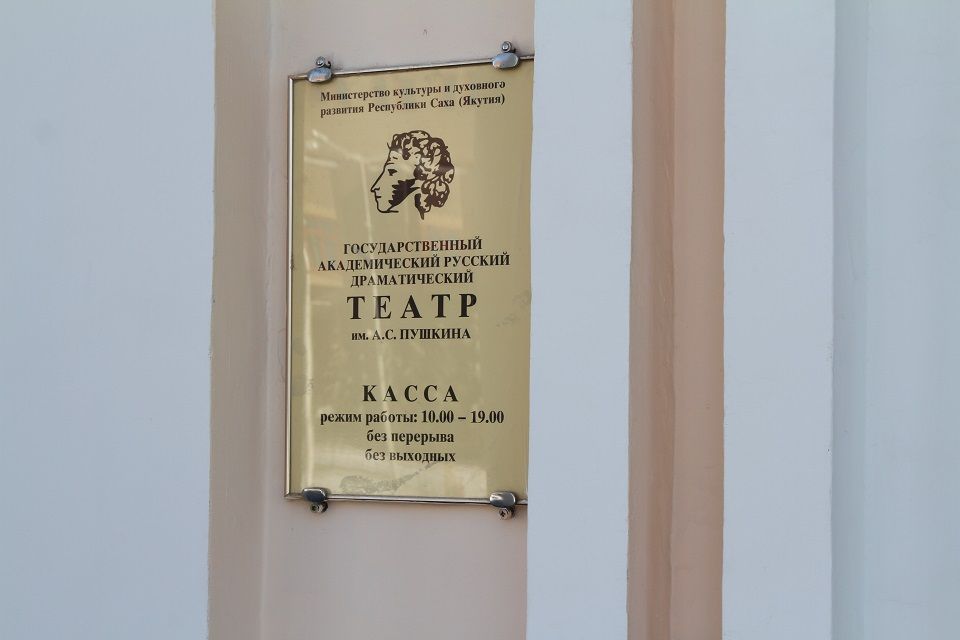 Министерство культуры и духовного
развития Республики Саха (Якутия)
ГОСУДАРСТВЕННЫЙ
АКАДЕМИЧЕСКИЙ РУССКИЙ
ДРАМАТИЧЕСКИЙ
ТЕАТР
им. А.С. ПУШКИНА
КАССА
режим работы: 10.00 – 19.00
без перерыва
без выходных